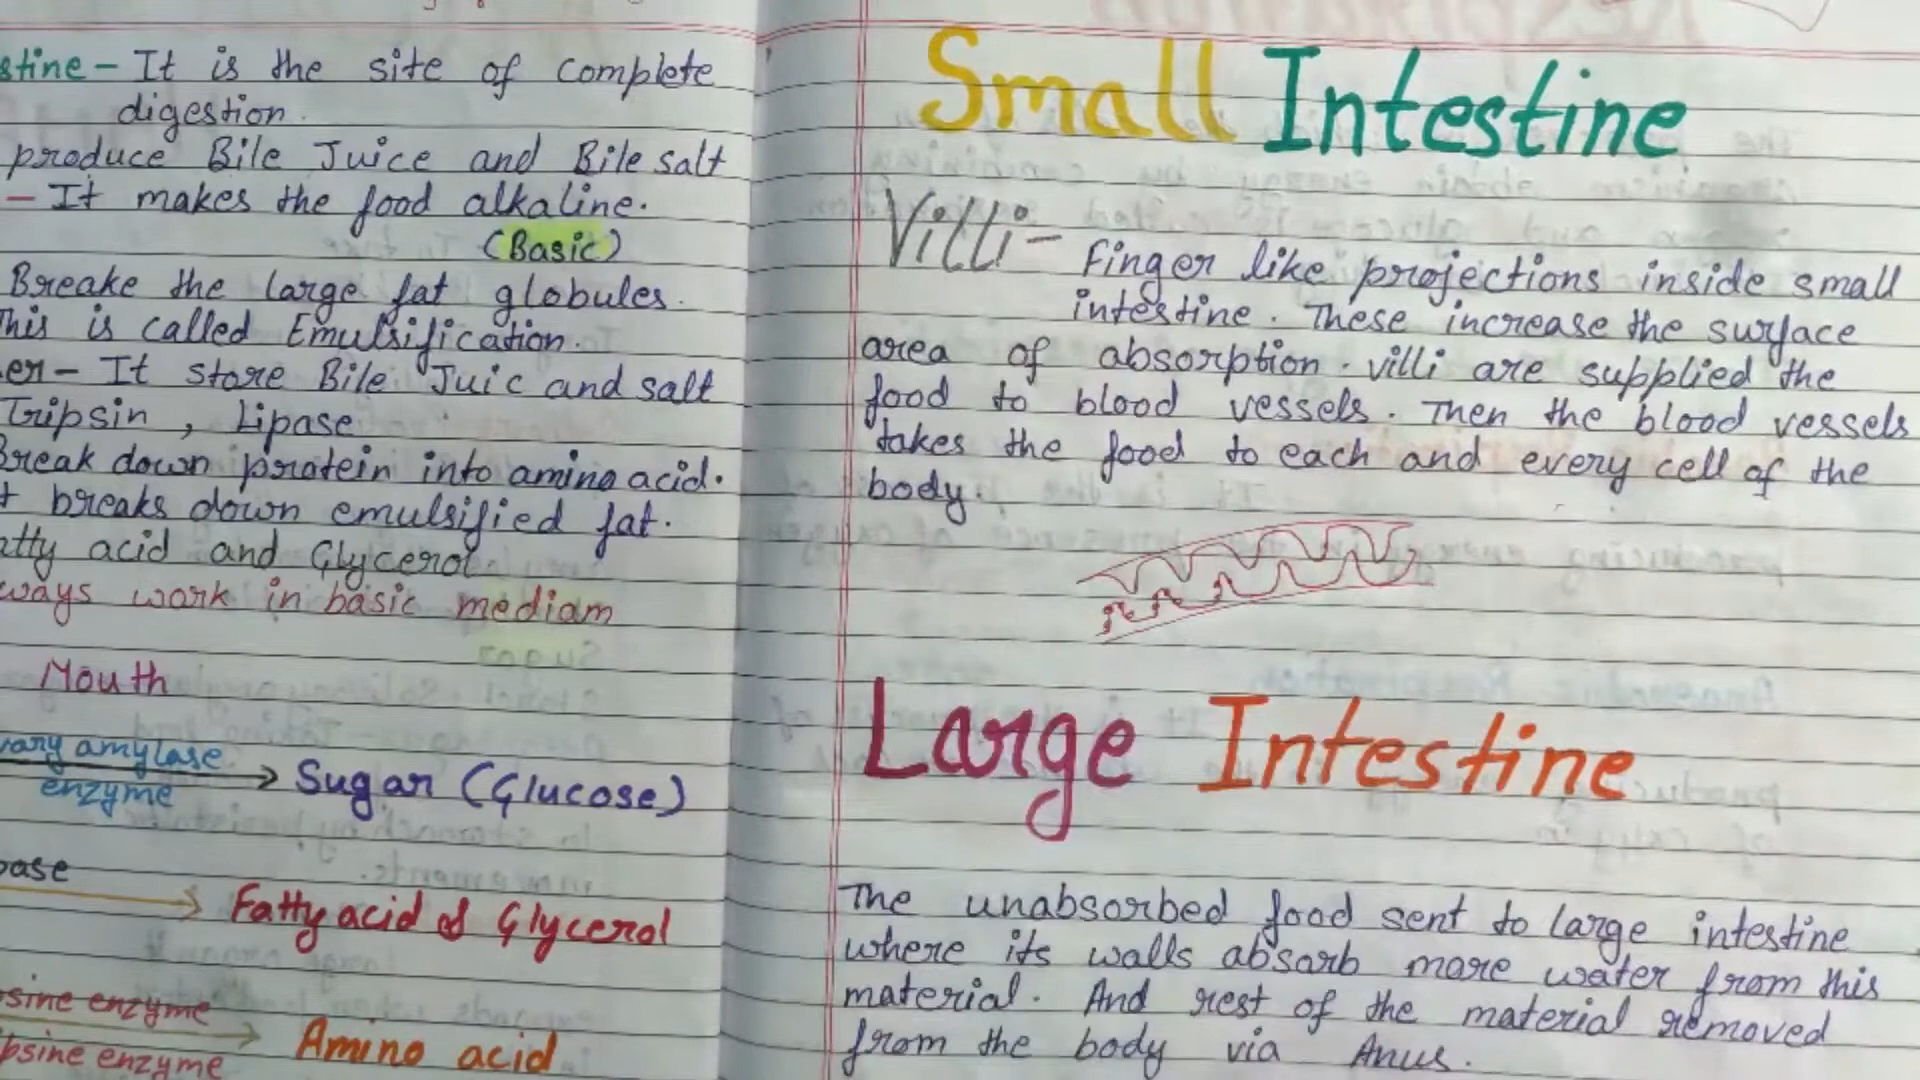 stine - It is the site of complete
digestion.
produce Bile Juice and Bile salt
- It makes the food alkaline.
(Basic)
Breake the large fat globules.
This is called Emulsification.
er - It store Bile Juic and salt
Tripsin, Lipase
Break down protein into amino acid.
t breaks down emulsified fat.
atty acid and Glycerol
ways work in basic mediam
Mouth
vary amylase
enzyme
Sugar (Glucose)
pase
Fatty acid & Glycerol
psine enzyme
ipsine enzyme
Amino acid
Small Intestine
Villi - Finger like projections inside small
intestine. These increase the surface
area of absorption. villi are supplied the
food to blood vessels. Then the blood vessels
takes the food to each and every cell of the
body.
Large Intestine
The unabsorbed food sent to large intestine
where its walls absorb more water from this
material. And rest of the material removed
from the body via Anus.